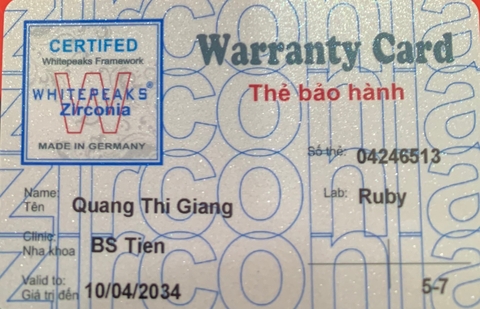 CERTIFED
Whitepeaks Framework
WHITEPEAKS®
Zirconia
MADE IN GERMANY
Warranty Card
Thẻ bảo hành
Số thẻ: 04246513
Name:
Tên Quang Thi Giang
Lab: Ruby
Clinic:
Nha khoa BS Tien
Valid to:
Giá trị đến 10/04/2034
5-7